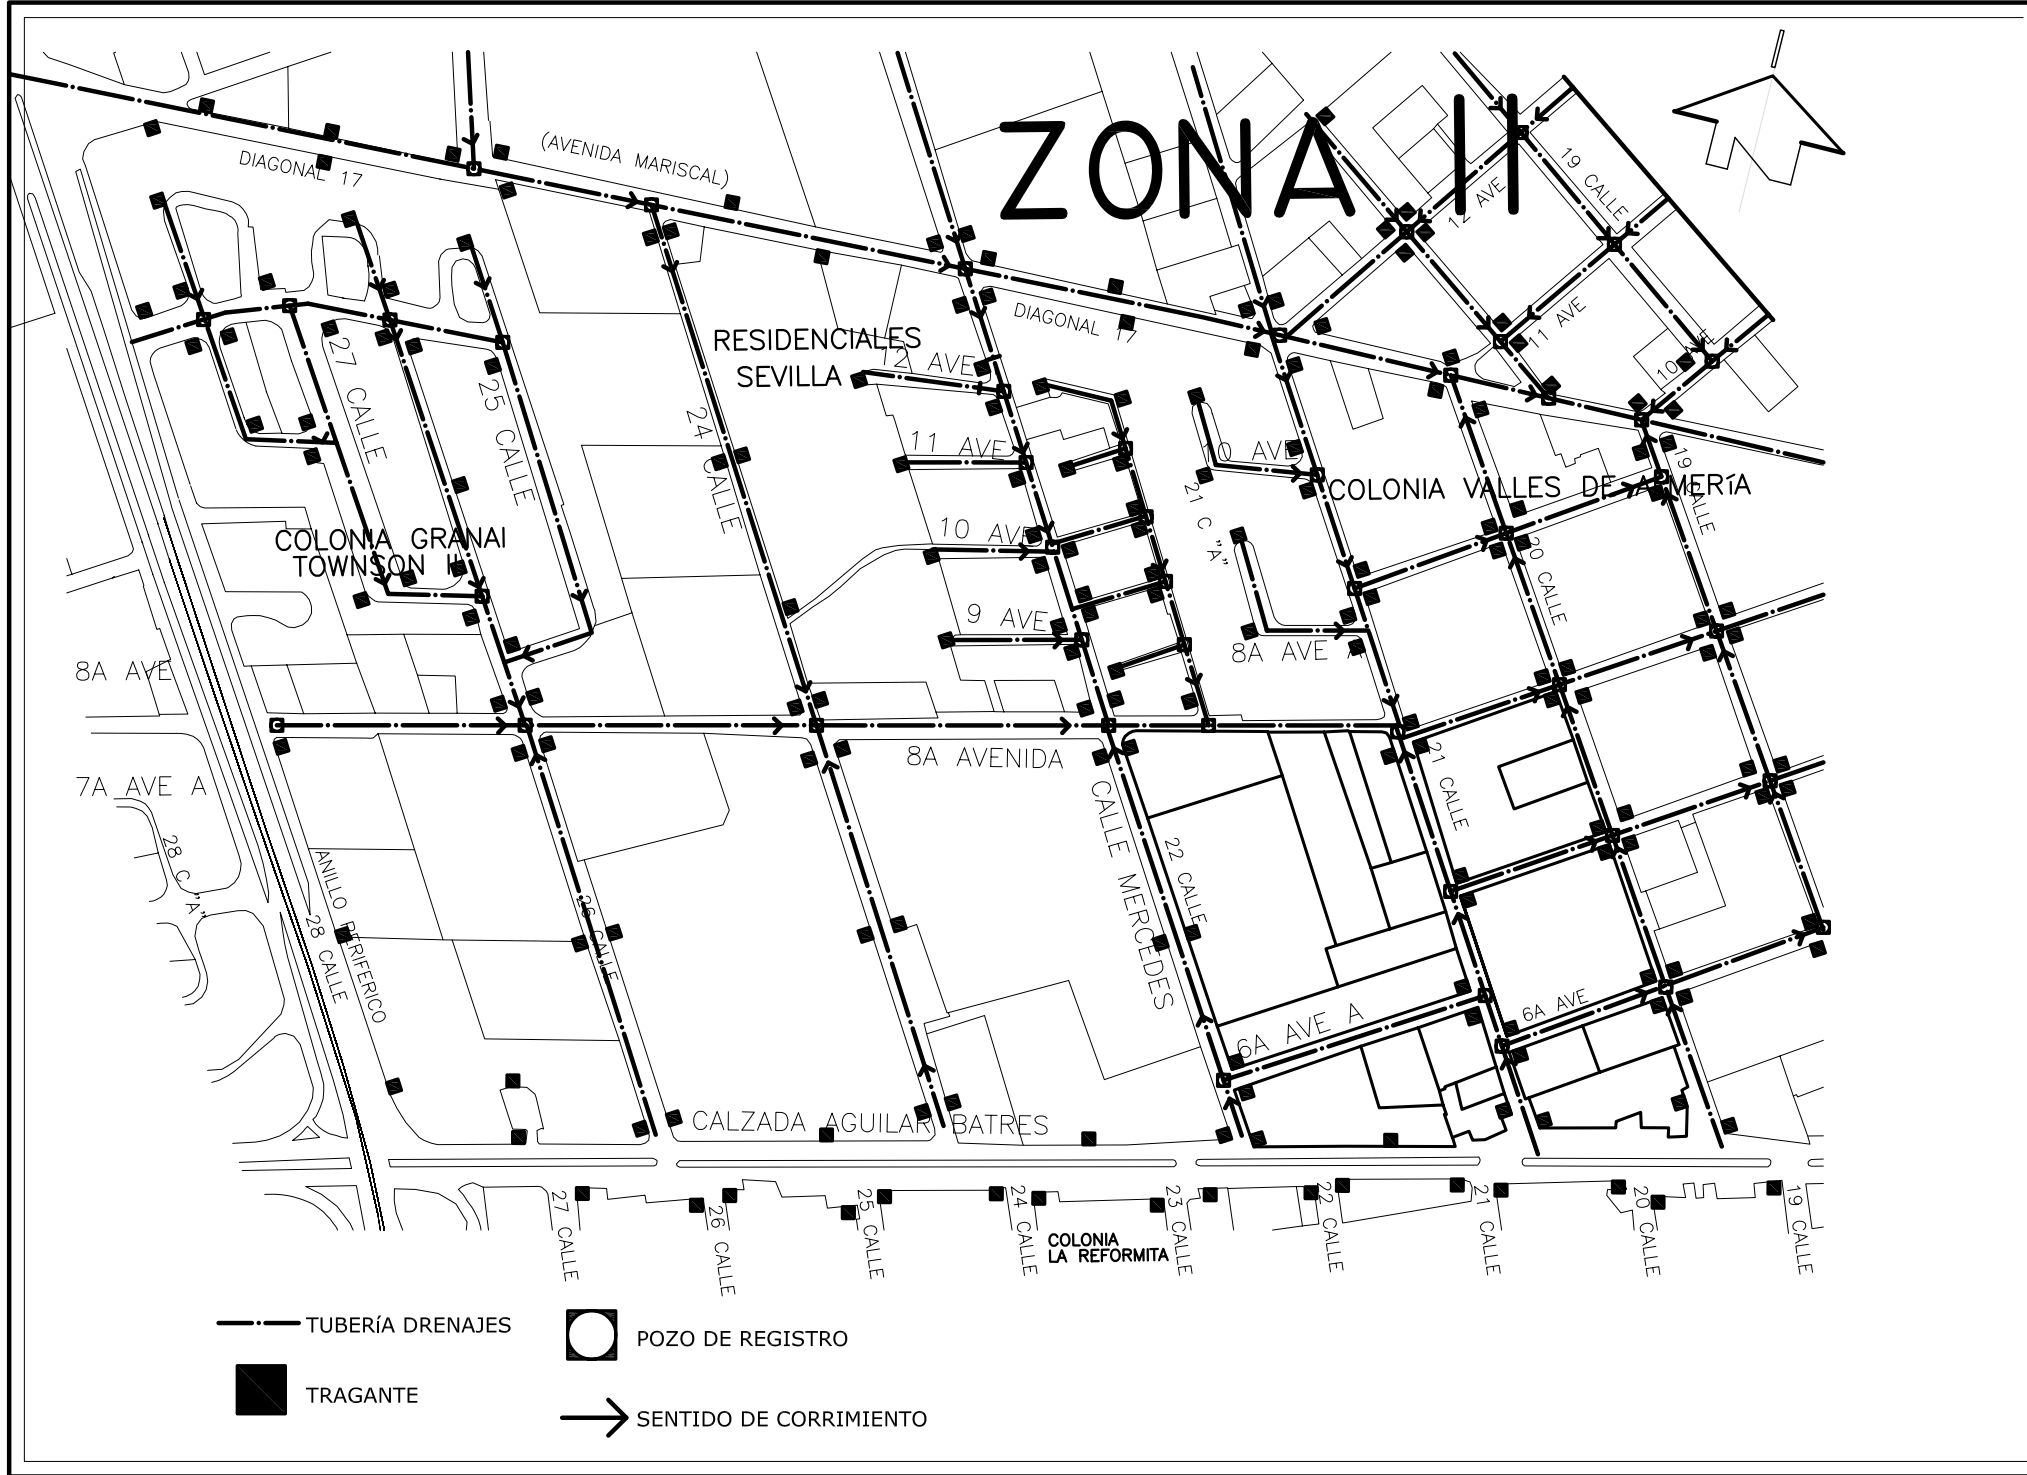 ZONA II
(AVENIDA MARISCAL)
DIAGONAL 17
19 CALLE
12 AVE
11 AVE
DIAGONAL 17
RESIDENCIALES
SEVILLA
12 AVE
27 CALLE
25 CALLE
24 CALLE
11 AVE
10 AVE
COLONIA VALLES DE ALMERíA
19 CALLE
21 C "A"
COLONIA GRANAI
TOWNSON II
10 AVE
20 CALLE
9 AVE
8A AVE A
8A AVE
8A AVENIDA
7A AVE A
21 CALLE
CALLE MERCEDES
22 CALLE
28 C "A"
ANILLO PERIFERICO
28 CALLE
26 CALLE
6A AVE
6A AVE A
CALZADA AGUILAR BATRES
27 CALLE
26 CALLE
25 CALLE
24 CALLE
23 CALLE
22 CALLE
21 CALLE
20 CALLE
19 CALLE
COLONIA
LA REFORMITA
TUBERíA DRENAJES
POZO DE REGISTRO
TRAGANTE
SENTIDO DE CORRIMIENTO